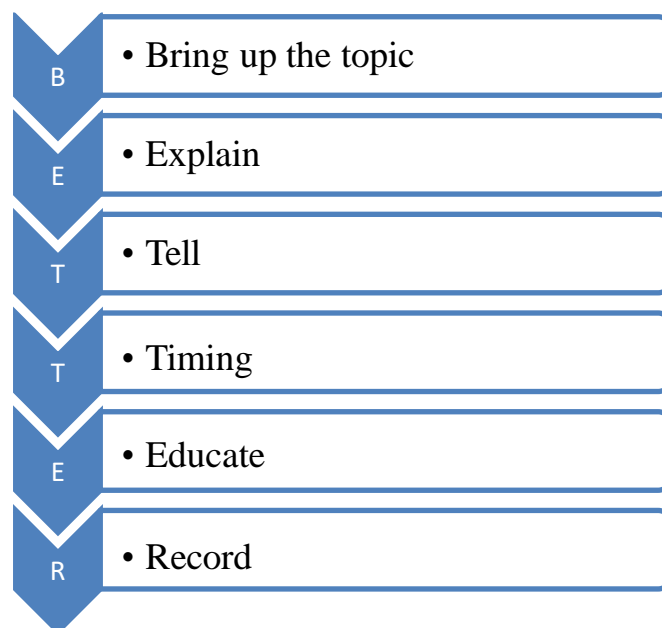 B
• Bring up the topic
E
• Explain
T
• Tell
T
• Timing
E
• Educate
R
• Record